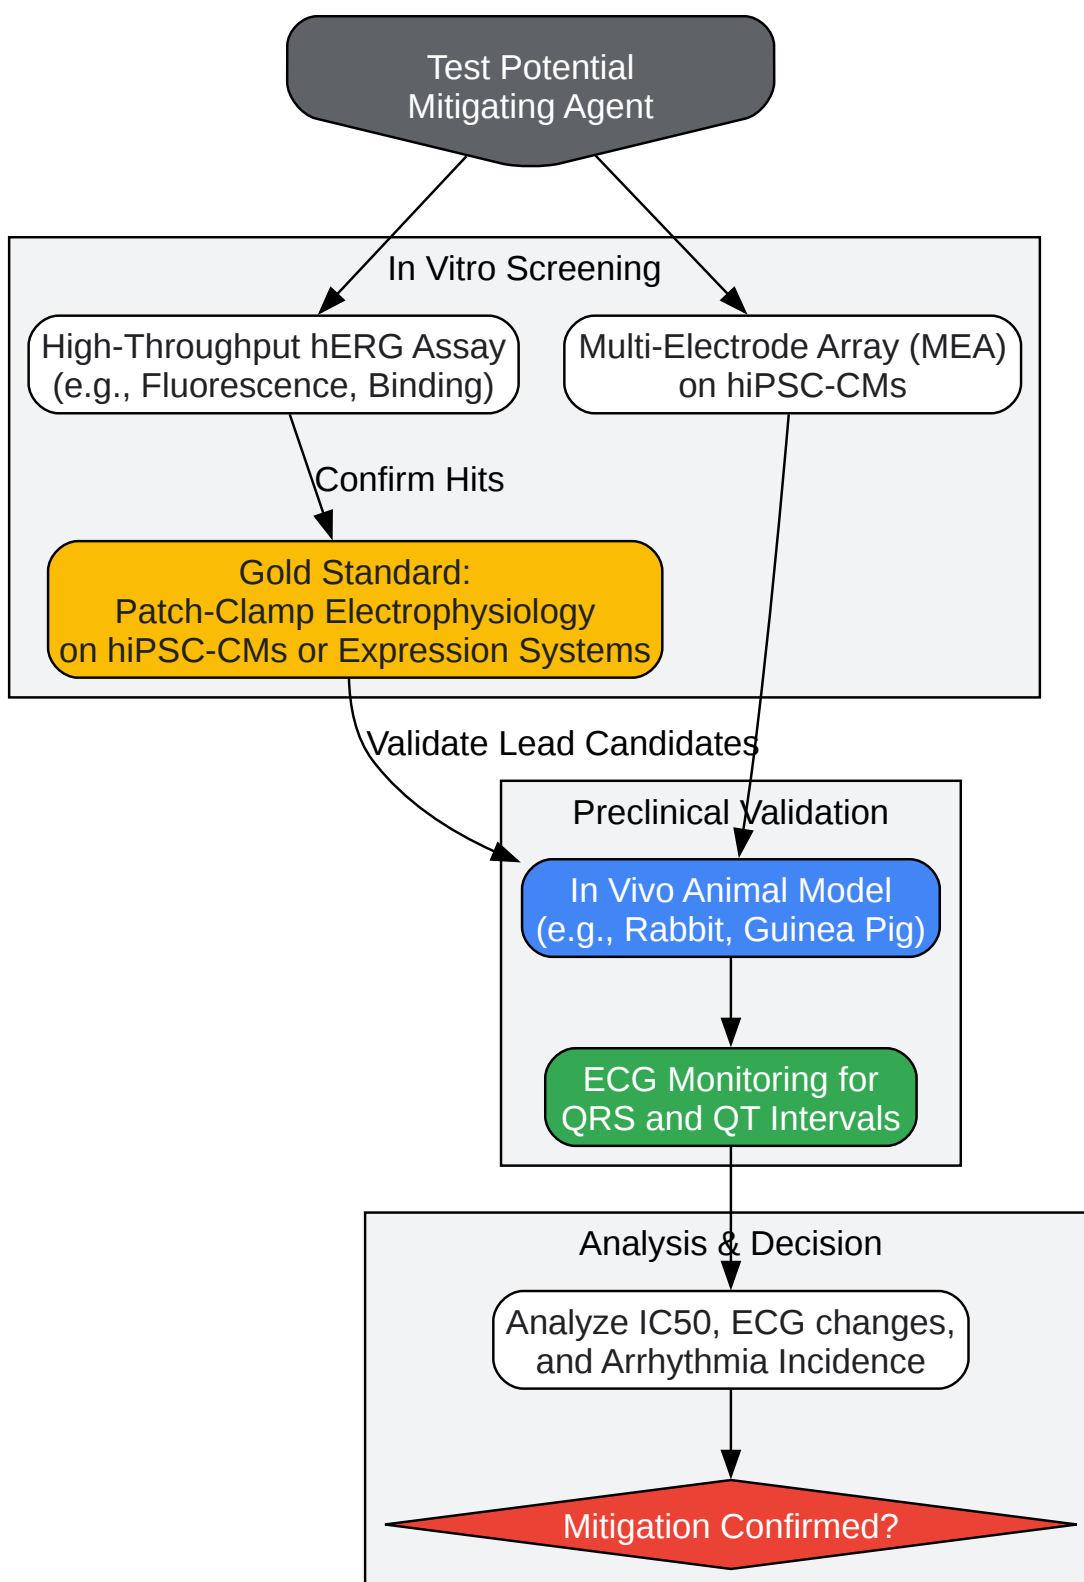 Test Potential
Mitigating Agent
In Vitro Screening
High-Throughput hERG Assay
(e.g., Fluorescence, Binding)
Multi-Electrode Array (MEA)
on hiPSC-CMs
Confirm Hits
Gold Standard:
Patch-Clamp Electrophysiology
on hiPSC-CMs or Expression Systems
Validate Lead Candidates
Preclinical Validation
In Vivo Animal Model
(e.g., Rabbit, Guinea Pig)
ECG Monitoring for
QRS and QT Intervals
Analysis & Decision
Analyze IC50, ECG changes,
and Arrhythmia Incidence
Mitigation Confirmed?